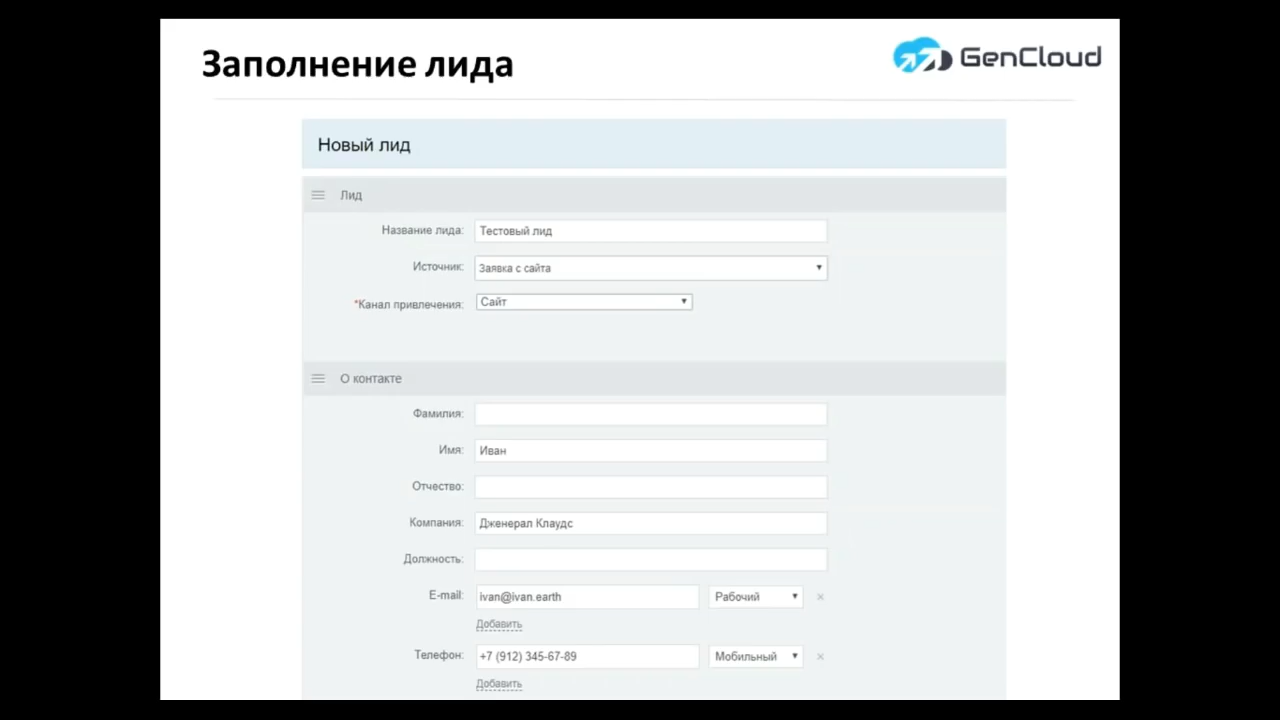 Заполнение лида
GenCloud
Новый лид
Лид
Название лида: Тестовый лид
Источник: Заявка с сайта
*Канал привлечения: Сайт
О контакте
Фамилия:
Имя: Иван
Отчество:
Компания: Дженерал Клаудс
Должность:
E-mail: ivan@ivan.earth Рабочий
Добавить
Телефон: +7 (912) 345-67-89 Мобильный
Добавить